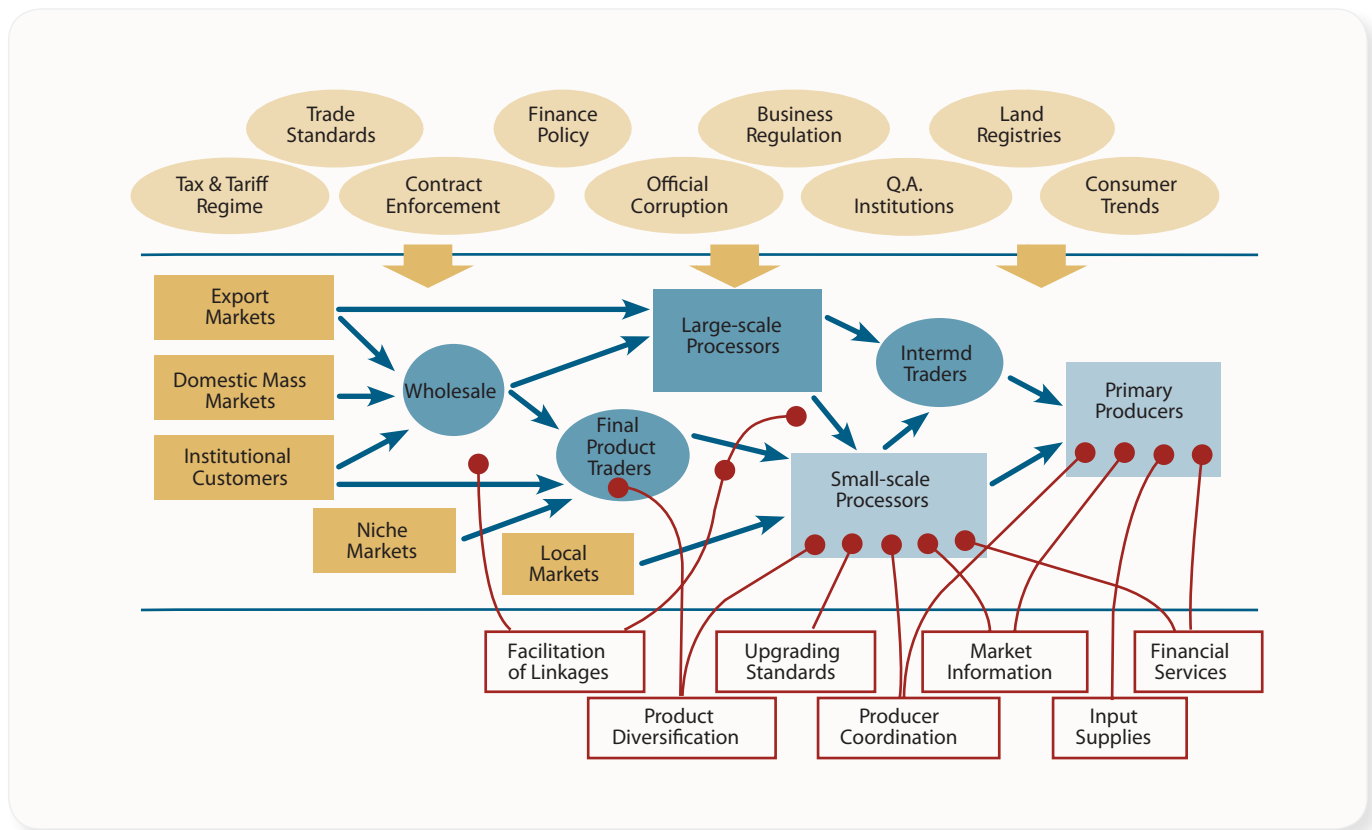 Trade
Standards
Finance
Policy
Business
Regulation
Land
Registries
Tax & Tariff
Regime
Contract
Enforcement
Official
Corruption
Q.A.
Institutions
Consumer
Trends
Export
Markets
Large-scale
Processors
Intermd
Traders
Domestic Mass
Markets
Wholesale
Primary
Producers
Final
Product
Traders
Institutional
Customers
Small-scale
Processors
Niche
Markets
Local
Markets
Facilitation
of Linkages
Upgrading
Standards
Market
Information
Financial
Services
Product
Diversification
Producer
Coordination
Input
Supplies